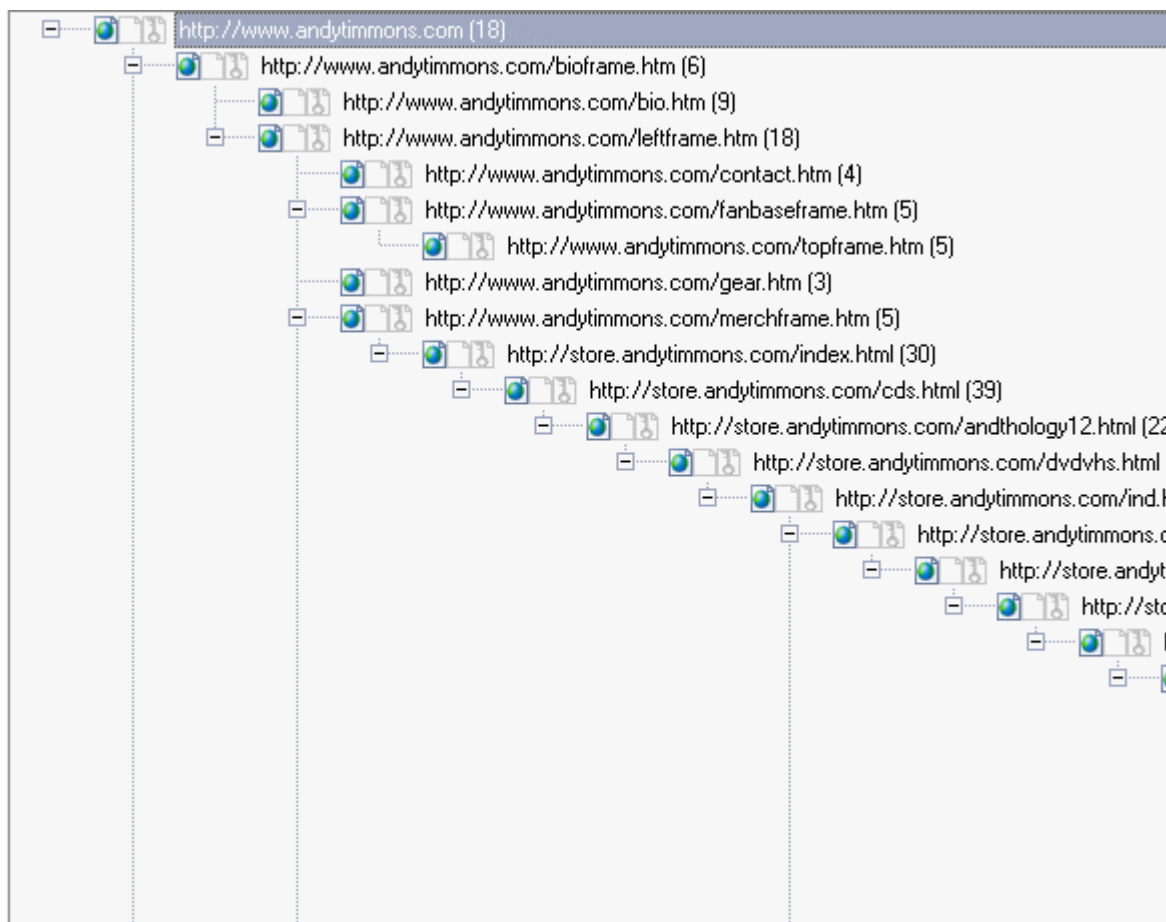 http://www.andytimmons.com (18)
http://www.andytimmons.com/bioframe.htm (6)
http://www.andytimmons.com/bio.htm (9)
http://www.andytimmons.com/leftframe.htm (18)
http://www.andytimmons.com/contact.htm (4)
http://www.andytimmons.com/fanbaseframe.htm (5)
http://www.andytimmons.com/topframe.htm (5)
http://www.andytimmons.com/gear.htm (3)
http://www.andytimmons.com/merchframe.htm (5)
http://store.andytimmons.com/index.html (30)
http://store.andytimmons.com/cds.html (39)
http://store.andytimmons.com/andthology12.html (22
http://store.andytimmons.com/dvdvhs.html
http://store.andytimmons.com/ind.h
http://store.andytimmons.c
http://store.andyt
http://sto